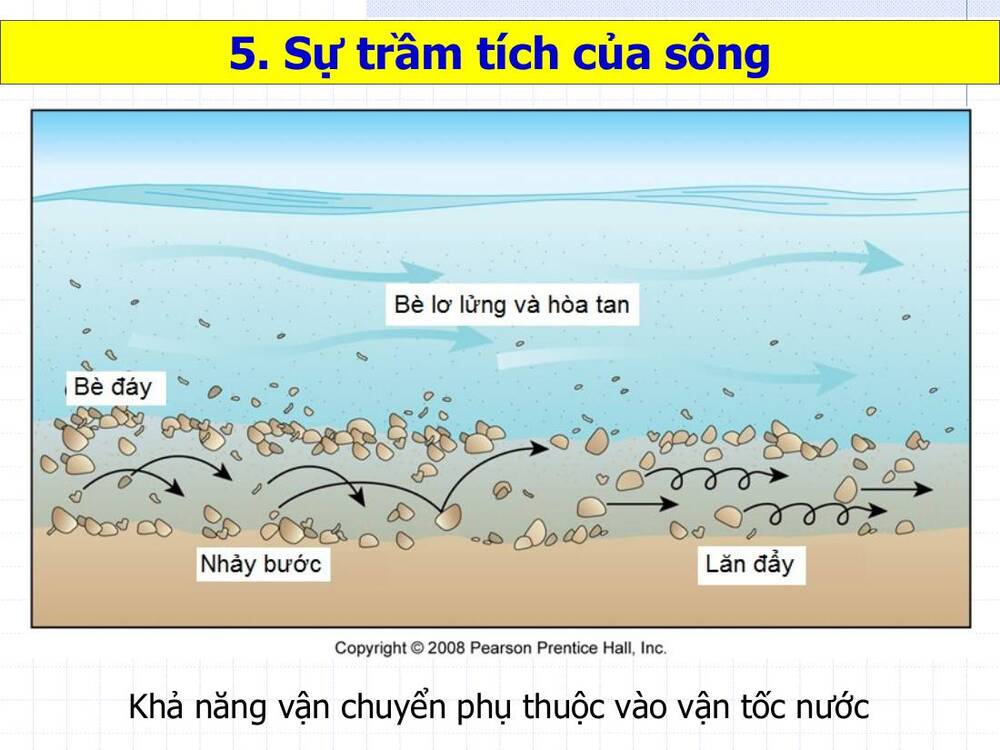 5. Sự trầm tích của sông
Bè lơ lửng và hòa tan
Bè đáy
Nhảy bước
Lăn đẩy
Copyright © 2008 Pearson Prentice Hall, Inc.
Khả năng vận chuyển phụ thuộc vào vận tốc nước